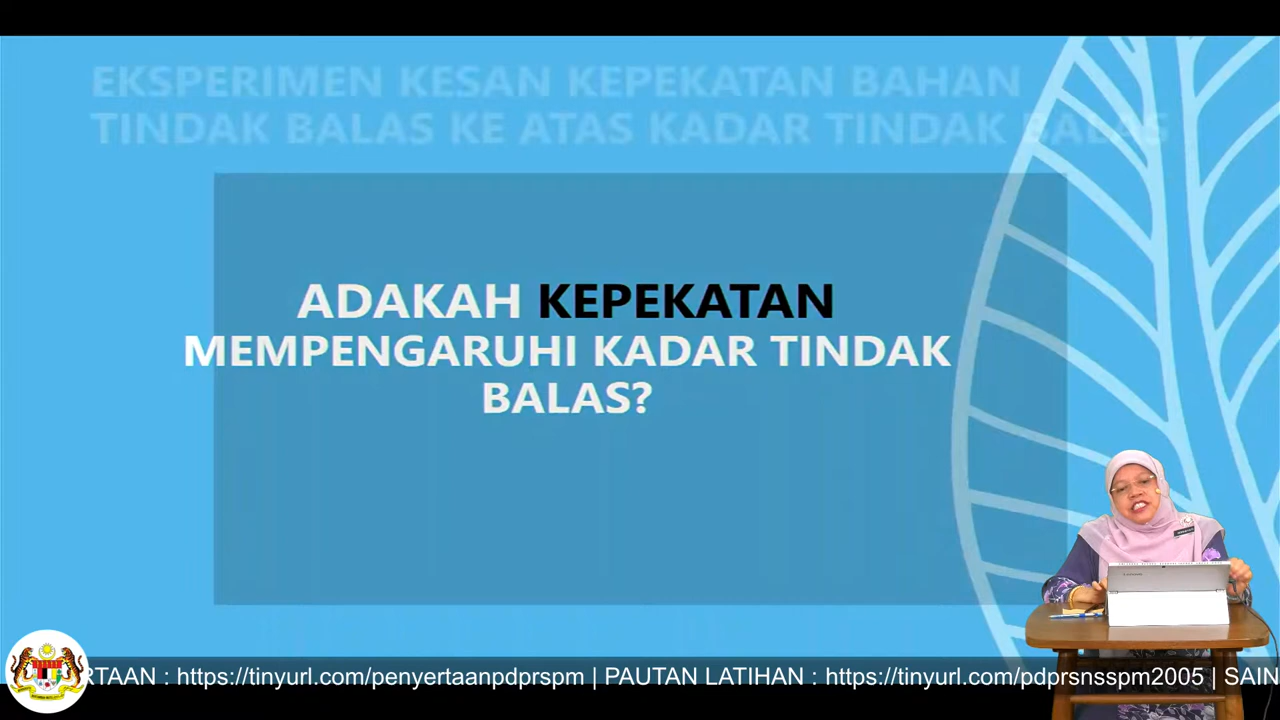 EKSPERIMEN KESAN KEPEKATAN BAHAN
TINDAK BALAS KE ATAS KADAR TINDAK BALAS
ADAKAH KEPEKATAN
MEMPENGARUHI KADAR TINDAK
BALAS?
RTAAN : https://tinyurl.com/penyertaanpdprspm | PAUTAN LATIHAN : https://tinyurl.com/pdprsnsspm2005 | SAIN